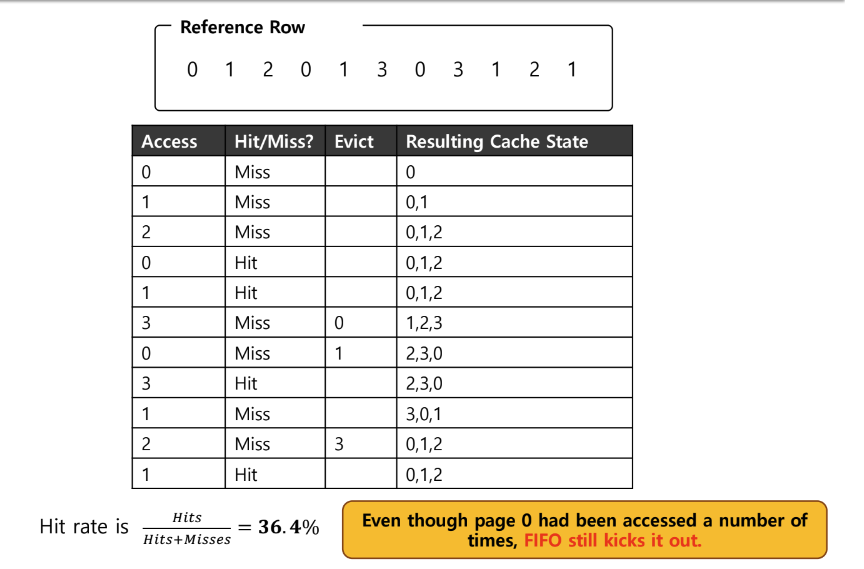 Reference Row
0 1 2 0 1 3 0 3 1 2 1
Access Hit/Miss? Evict Resulting Cache State
0 Miss 0
1 Miss 0,1
2 Miss 0,1,2
0 Hit 0,1,2
1 Hit 0,1,2
3 Miss 0 1,2,3
0 Miss 1 2,3,0
3 Hit 2,3,0
1 Miss 3,0,1
2 Miss 3 0,1,2
1 Hit 0,1,2
Hit rate is Hits / Hits+Misses = 36.4%
Even though page 0 had been accessed a number of
times, FIFO still kicks it out.